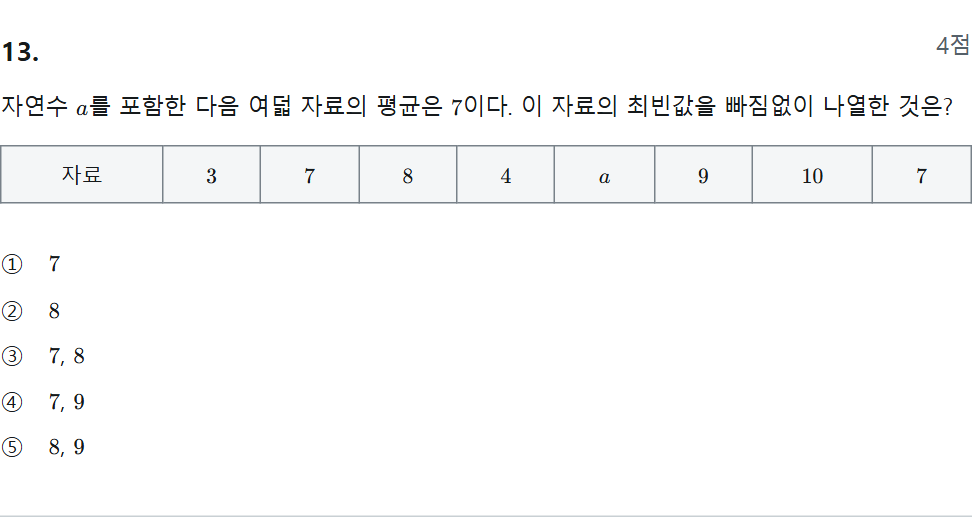 13.
4점
자연수 a를 포함한 다음 여덟 자료의 평균은 7이다. 이 자료의 최빈값을 빠짐없이 나열한 것은?
자료 3 7 8 4 a 9 10 7
① 7
② 8
③ 7, 8
④ 7, 9
⑤ 8, 9